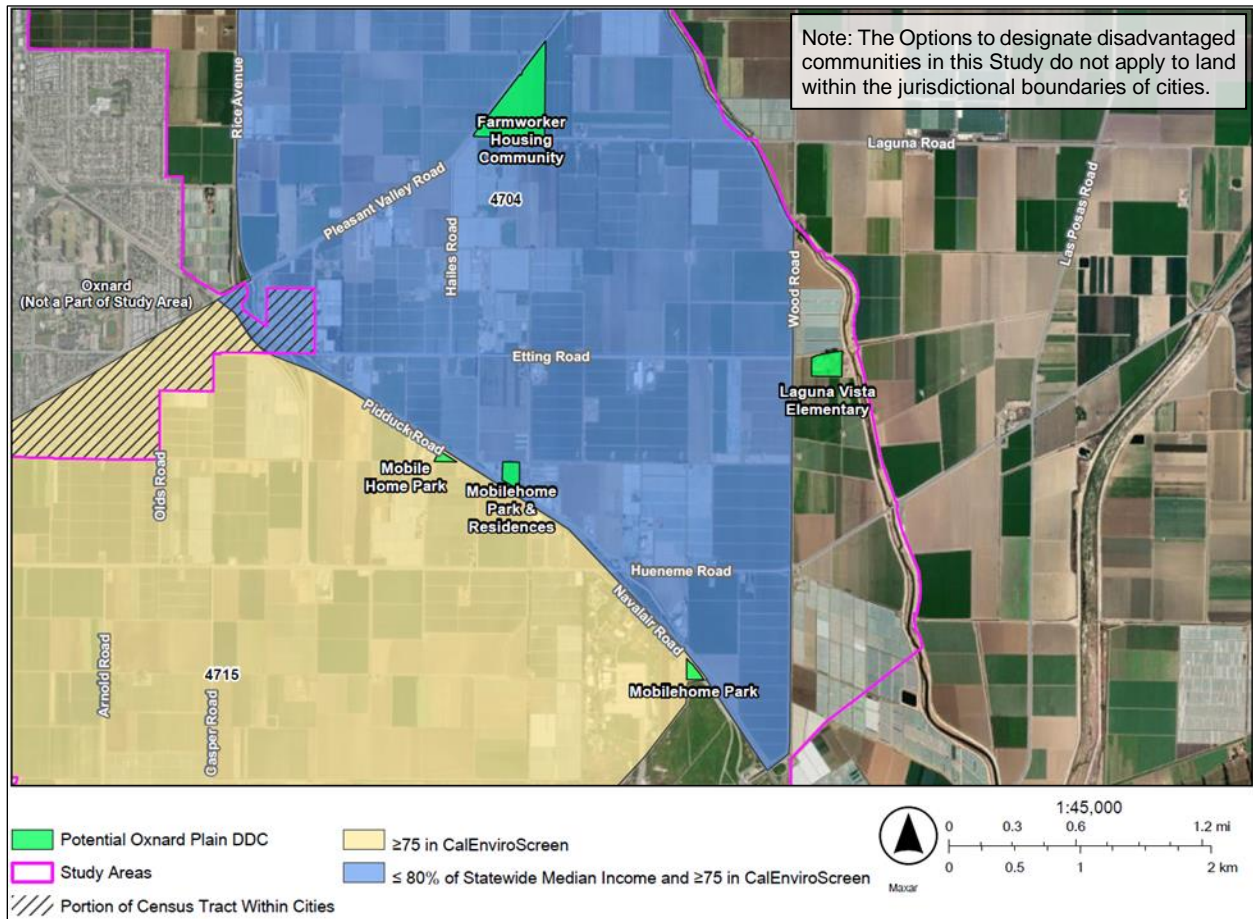 Note: The Options to designate disadvantaged
communities in this Study do not apply to land
within the jurisdictional boundaries of cities.
Rice Avenue
Farmworker
Housing
Community
Laguna Road
Pleasant Valley Road
4704
Las Posas Road
Hailes Road
Oxnard
(Not a Part of Study Area)
Wood Road
Etting Road
Laguna Vista
Elementary
Pidduck Road
Mobile
Home Park
Mobilehome
Park &
Residences
Olds Road
Hueneme Road
Navalair Road
Mobilehome Park
4715
Arnold Road
Casper Road
Potential Oxnard Plain DDC
Study Areas
Portion of Census Tract Within Cities
≥75 in CalEnviroScreen
≤ 80% of Statewide Median Income and ≥75 in CalEnviroScreen
Maxar
1:45,000
0 0.3 0.6 1.2 mi
0 0.5 1 2 km